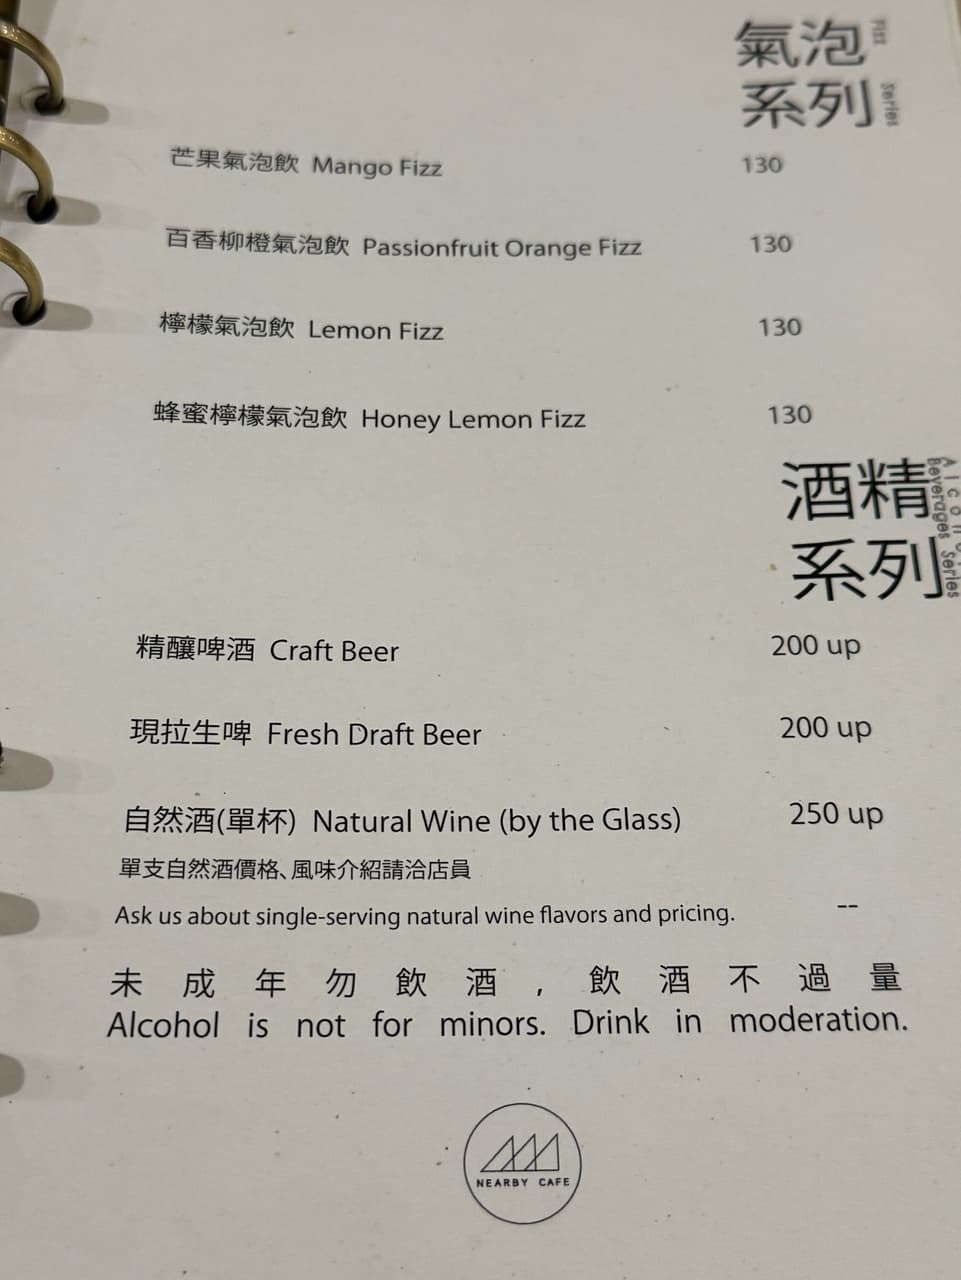 氣泡
系列
Fizz
Series
芒果氣泡飲 Mango Fizz 130
百香柳橙氣泡飲 Passionfruit Orange Fizz 130
檸檬氣泡飲 Lemon Fizz 130
蜂蜜檸檬氣泡飲 Honey Lemon Fizz 130
酒精
系列
Beverages Series
精釀啤酒 Craft Beer 200 up
現拉生啤 Fresh Draft Beer 200 up
自然酒(單杯) Natural Wine (by the Glass) 250 up
單支自然酒價格、風味介紹請洽店員
Ask us about single-serving natural wine flavors and pricing. --
未成年勿飲酒，飲酒不過量
Alcohol is not for minors. Drink in moderation.
NEARBY CAFE